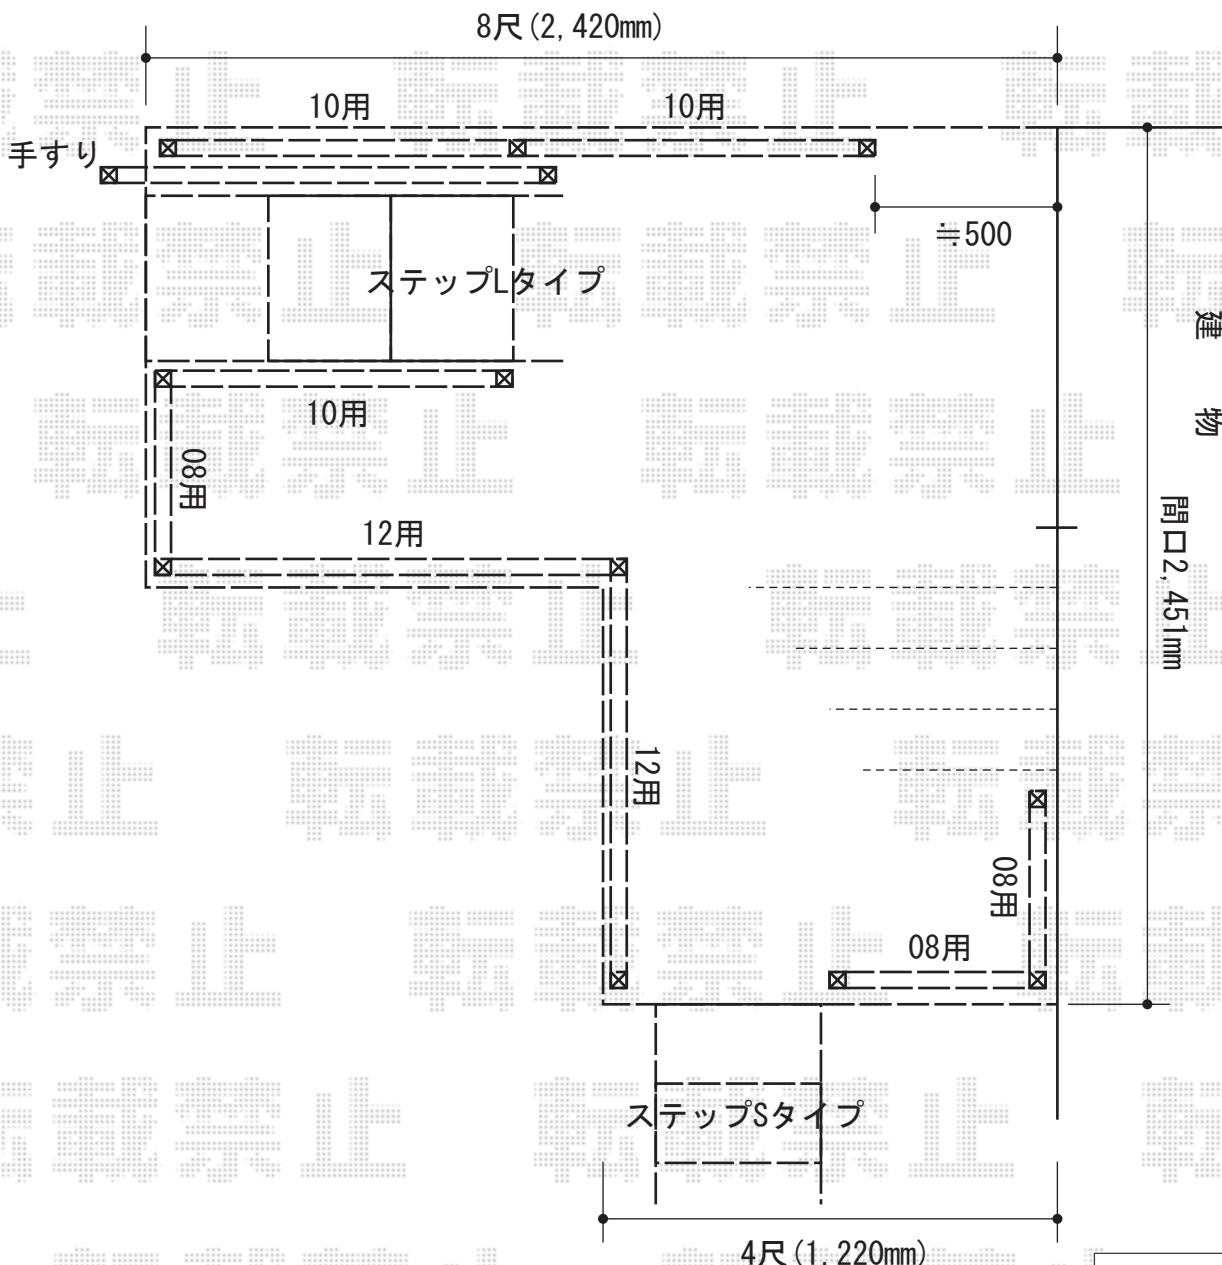 8尺(2,420mm)
10用
10用
手すり
≒500
ステップLタイプ
建物
10用
08用
12用
間口2,451mm
12用
08用
08用
ステップSタイプ
4尺(1,220mm)
転載禁止